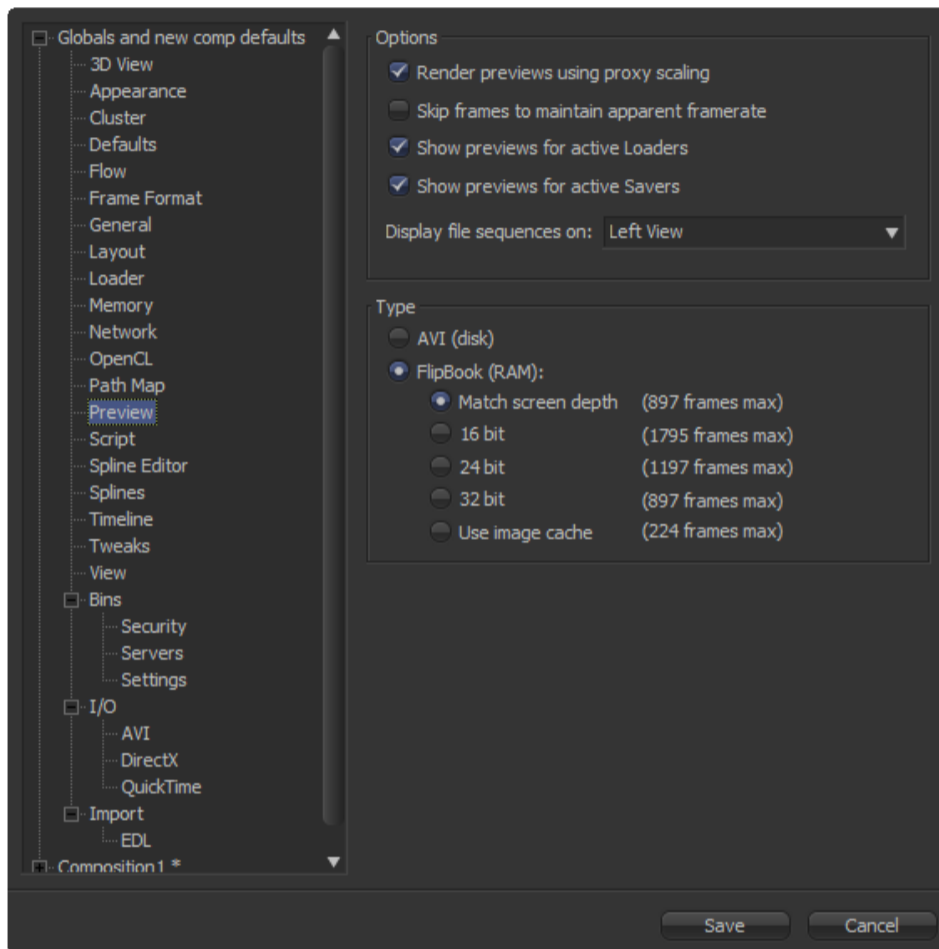 Globals and new comp defaults
3D View
Appearance
Cluster
Defaults
Flow
Frame Format
General
Layout
Loader
Memory
Network
OpenCL
Path Map
Preview
Script
Spline Editor
Splines
Timeline
Tweaks
View
Bins
Security
Servers
Settings
I/O
AVI
DirectX
QuickTime
Import
EDL
Composition1 *
Options
Render previews using proxy scaling
Skip frames to maintain apparent framerate
Show previews for active Loaders
Show previews for active Savers
Display file sequences on: Left View
Type
AVI (disk)
FlipBook (RAM):
Match screen depth (897 frames max)
16 bit (1795 frames max)
24 bit (1197 frames max)
32 bit (897 frames max)
Use image cache (224 frames max)
Save Cancel